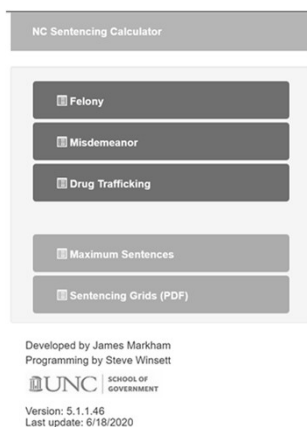 NC Sentencing Calculator
Felony
Misdemeanor
Drug Trafficking
Maximum Sentences
Sentencing Grids (PDF)
Developed by James Markham
Programming by Steve Winsett
UNC SCHOOL OF
GOVERNMENT
Version: 5.1.1.46
Last update: 6/18/2020